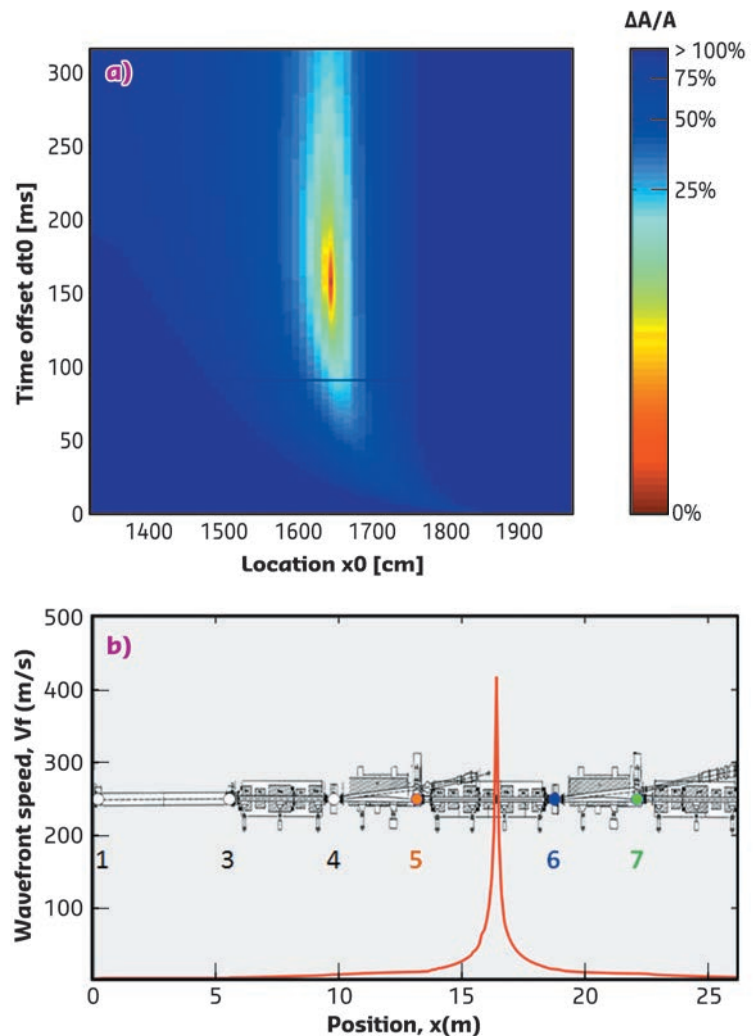 ΔA/A
a)
300
250
200
150
100
50
0
Time offset dt0 [ms]
1400 1500 1600 1700 1800 1900
Location x0 [cm]
> 100%
75%
50%
25%
0%
b)
500
400
300
200
100
Wavefront speed, Vf (m/s)
1 3 4 5 6 7
0 5 10 15 20 25
Position, x(m)